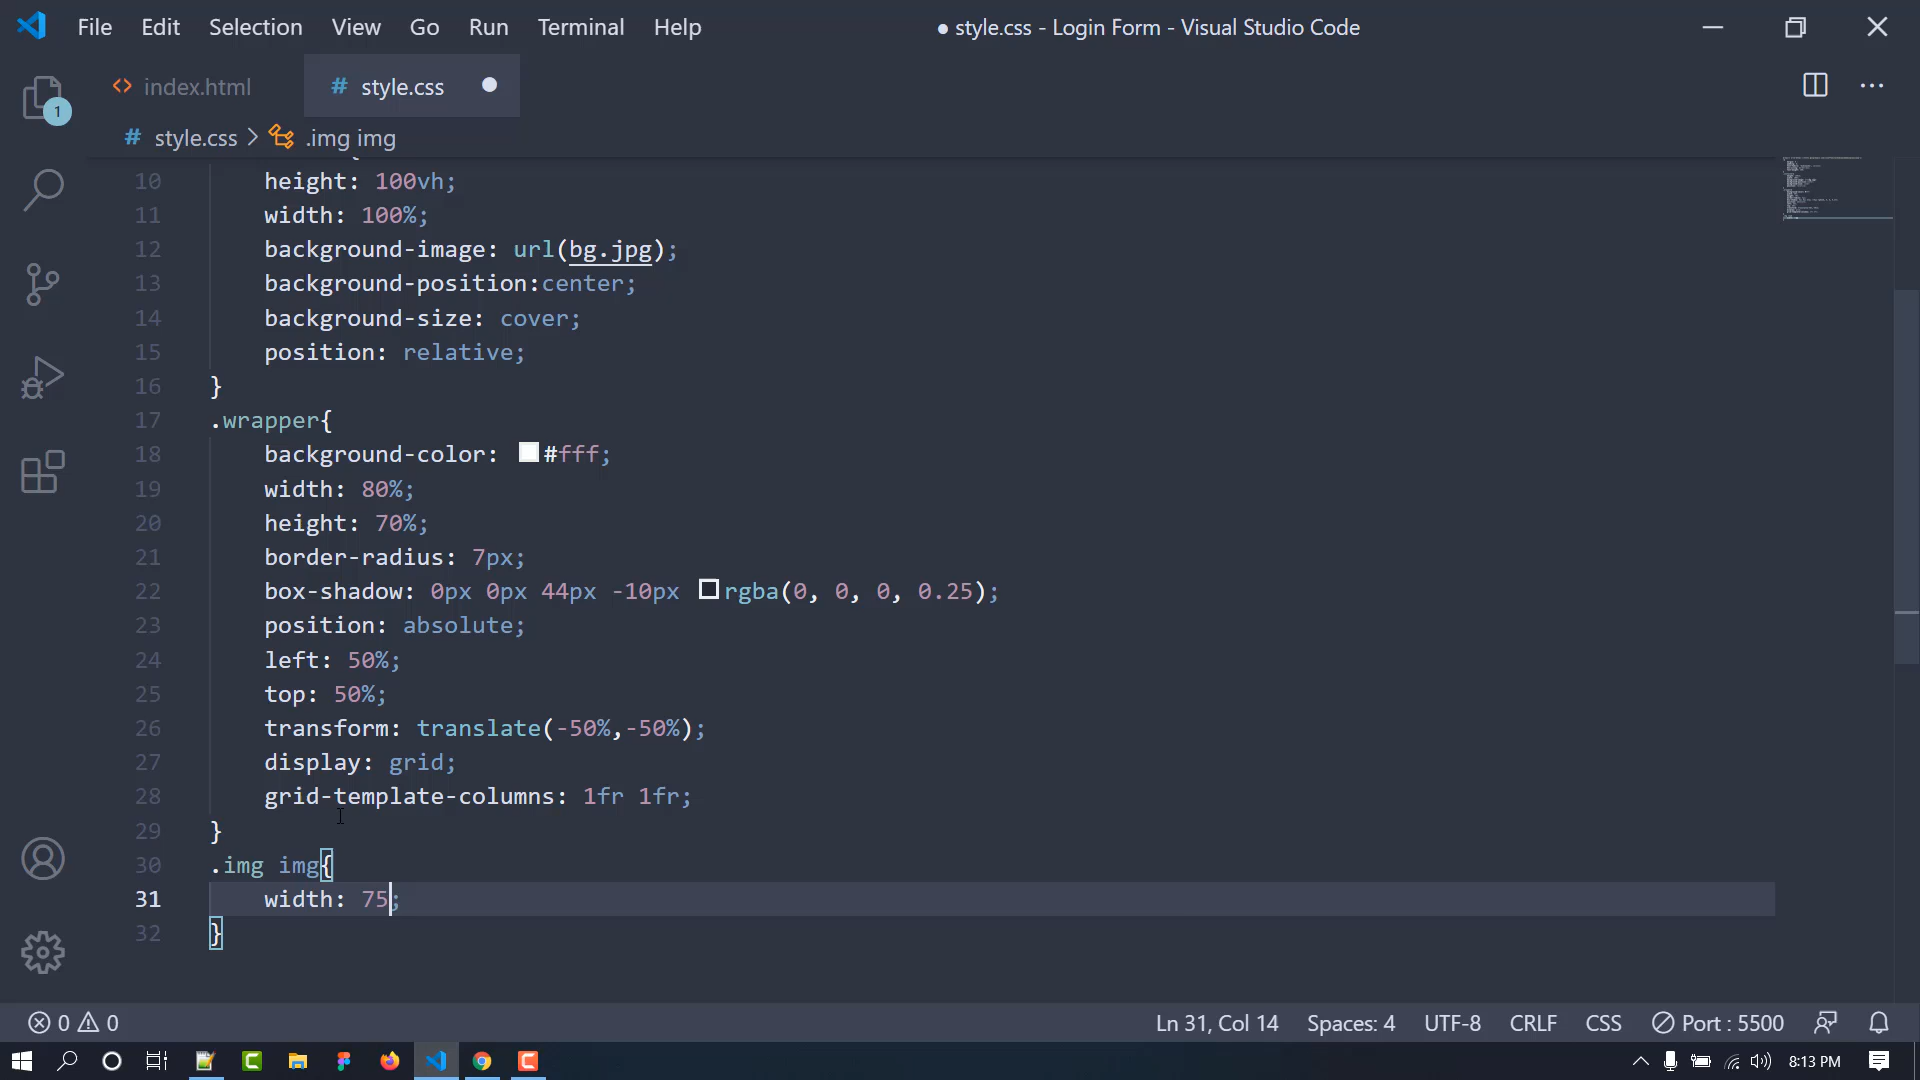 File Edit Selection View Go Run Terminal Help
● style.css - Login Form - Visual Studio Code
index.html
# style.css
# style.css > .img img
1
10 height: 100vh;
11 width: 100%;
12 background-image: url(bg.jpg);
13 background-position:center;
14 background-size: cover;
15 position: relative;
16 }
17 .wrapper{
18 background-color: #fff;
19 width: 80%;
20 height: 70%;
21 border-radius: 7px;
22 box-shadow: 0px 0px 44px -10px rgba(0, 0, 0, 0.25);
23 position: absolute;
24 left: 50%;
25 top: 50%;
26 transform: translate(-50%,-50%);
27 display: grid;
28 grid-template-columns: 1fr 1fr;
29 }
30 .img img{
31 width: 75;
32 }
0 0 Ln 31, Col 14 Spaces: 4 UTF-8 CRLF CSS Port : 5500
8:13 PM